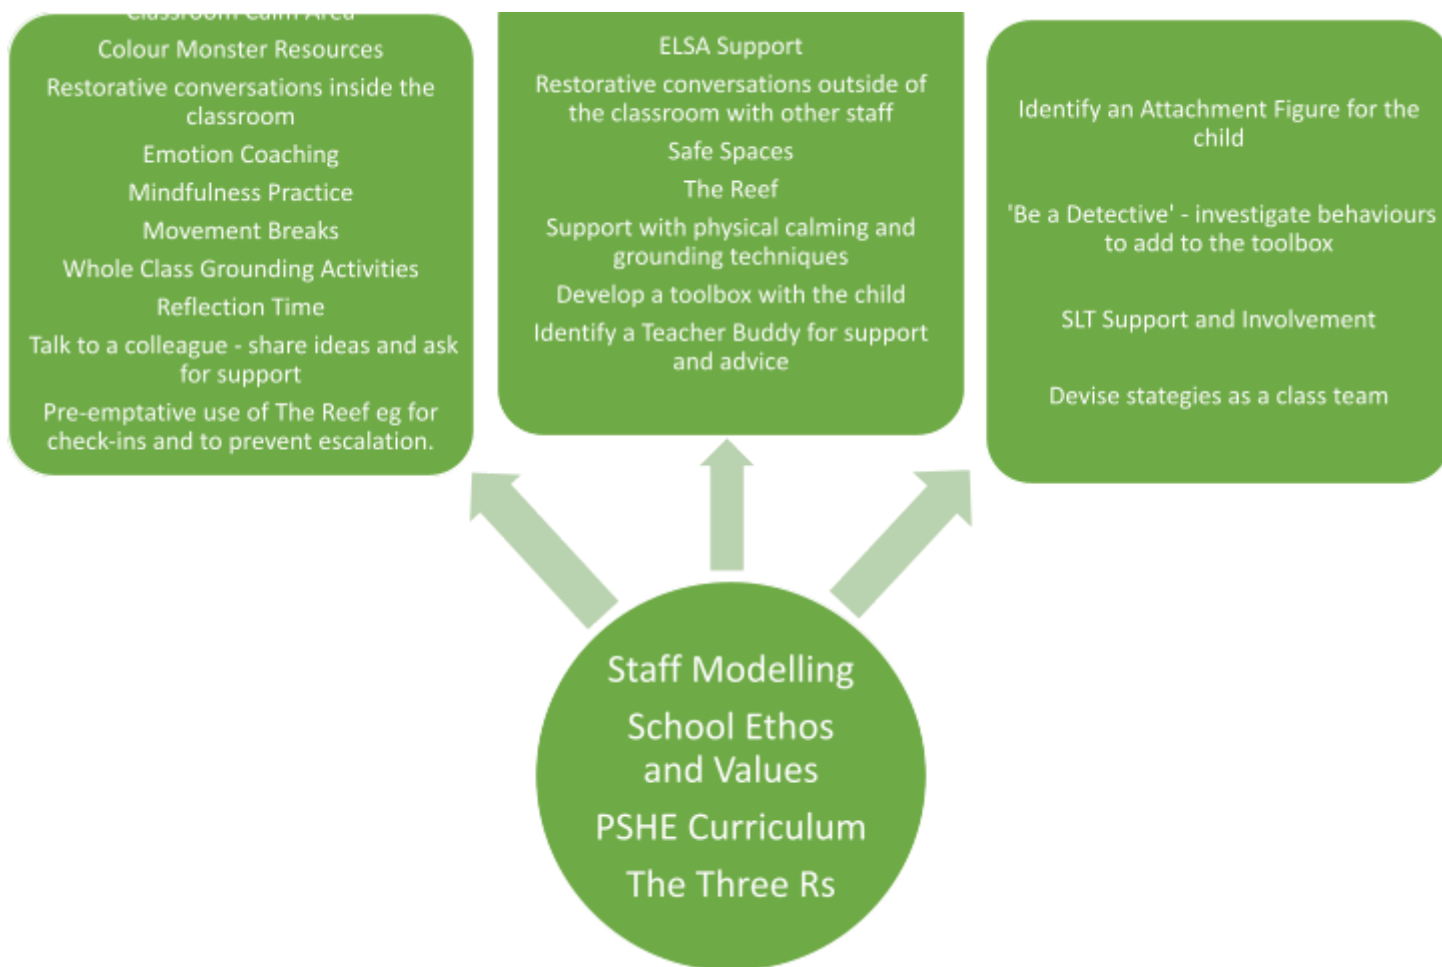 Classroom Calm Area
Colour Monster Resources
Restorative conversations inside the
classroom
Emotion Coaching
Mindfulness Practice
Movement Breaks
Whole Class Grounding Activities
Reflection Time
Talk to a colleague - share ideas and ask
for support
Pre-emptative use of The Reef eg for
check-ins and to prevent escalation.
ELSA Support
Restorative conversations outside of
the classroom with other staff
Safe Spaces
The Reef
Support with physical calming and
grounding techniques
Develop a toolbox with the child
Identify a Teacher Buddy for support
and advice
Identify an Attachment Figure for the
child
'Be a Detective' - investigate behaviours
to add to the toolbox
SLT Support and Involvement
Devise stategies as a class team
Staff Modelling
School Ethos
and Values
PSHE Curriculum
The Three Rs